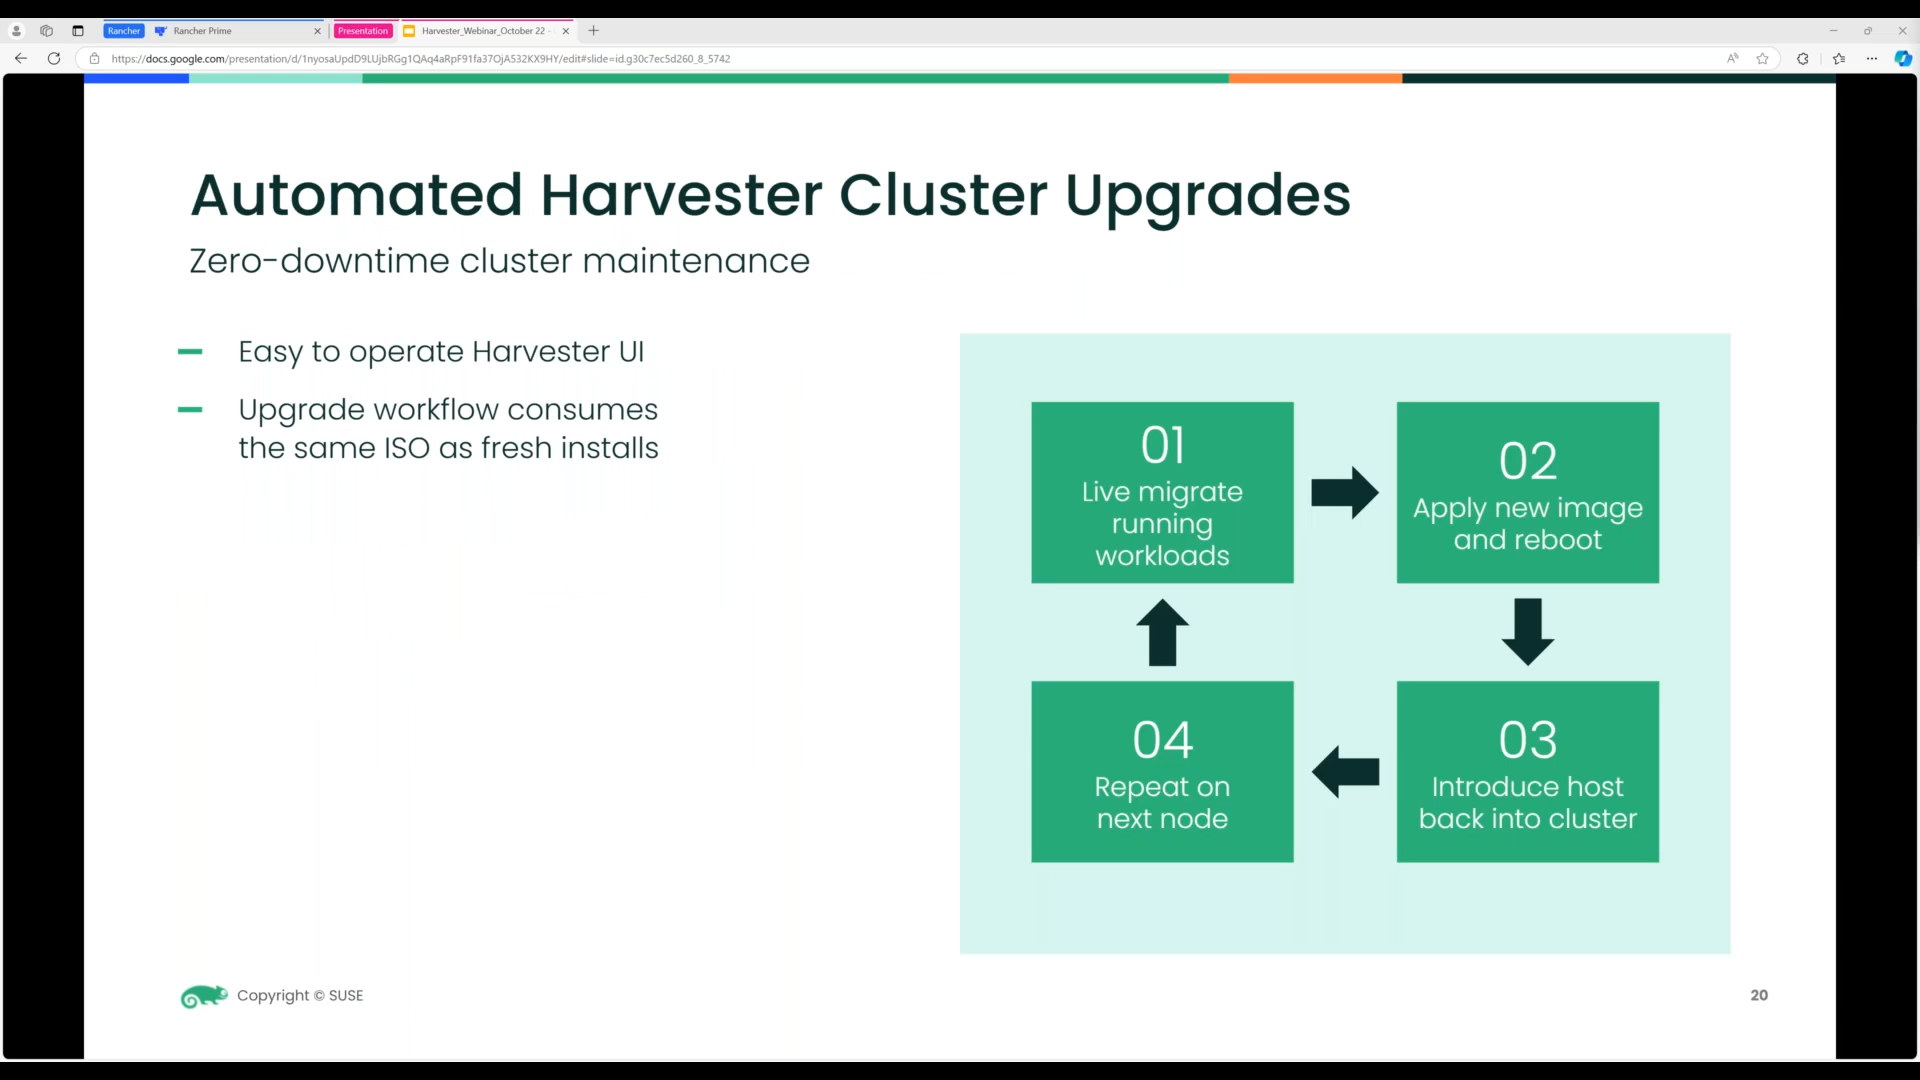 Rancher
Rancher Prime
Presentation
Harvester_Webinar_October 22 -
https://docs.google.com/presentation/d/1nyosaUpdD9LUjbRGg1QAq4aRpF91fa37OjA532KX9HY/edit#slide=id.g30c7ec5d260_8_5742
Automated Harvester Cluster Upgrades
Zero-downtime cluster maintenance
Easy to operate Harvester UI
Upgrade workflow consumes
the same ISO as fresh installs
01
Live migrate
running
workloads
02
Apply new image
and reboot
04
Repeat on
next node
03
Introduce host
back into cluster
Copyright © SUSE
20